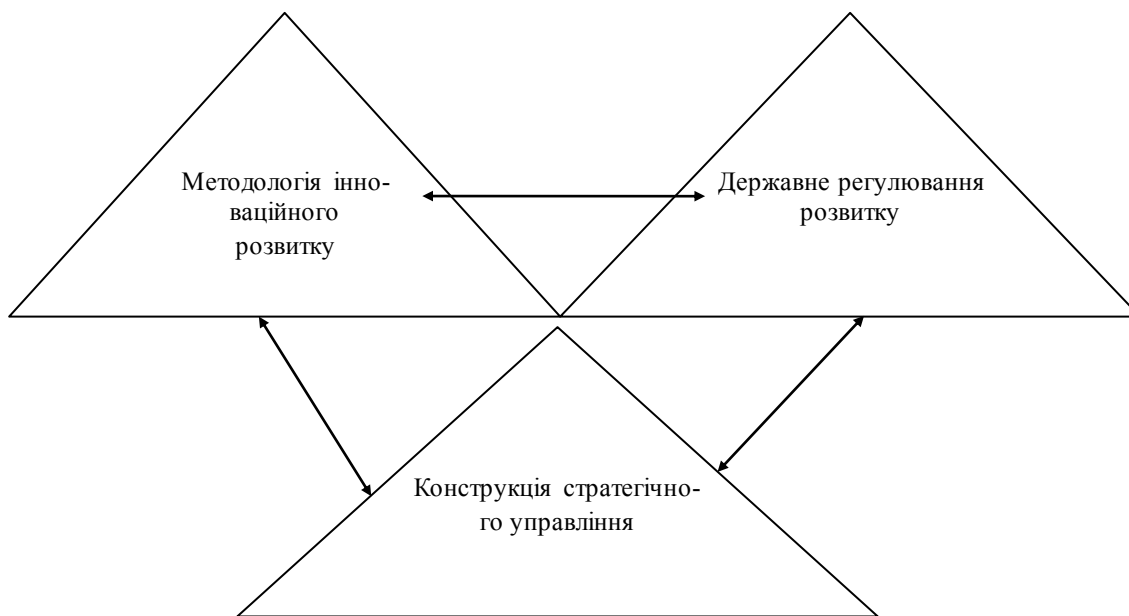 Методологія інно-
ваційного
розвитку
Державне регулювання
розвитку
Конструкція стратегічно-
го управління